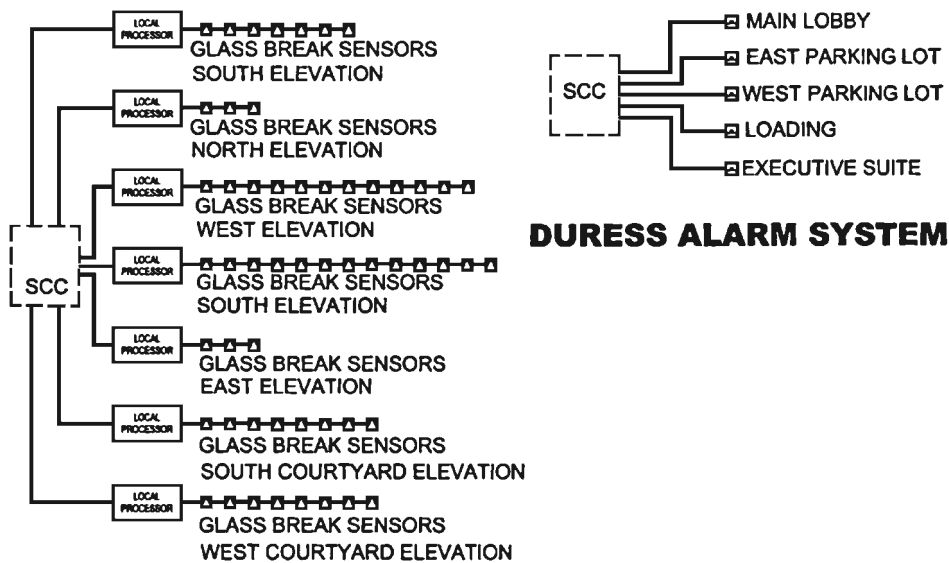 LOCAL
PROCESSOR
GLASS BREAK SENSORS
SOUTH ELEVATION
LOCAL
PROCESSOR
GLASS BREAK SENSORS
NORTH ELEVATION
LOCAL
PROCESSOR
GLASS BREAK SENSORS
WEST ELEVATION
SCC
LOCAL
PROCESSOR
GLASS BREAK SENSORS
SOUTH ELEVATION
LOCAL
PROCESSOR
GLASS BREAK SENSORS
EAST ELEVATION
LOCAL
PROCESSOR
GLASS BREAK SENSORS
SOUTH COURTYARD ELEVATION
LOCAL
PROCESSOR
GLASS BREAK SENSORS
WEST COURTYARD ELEVATION
SCC
MAIN LOBBY
EAST PARKING LOT
WEST PARKING LOT
LOADING
EXECUTIVE SUITE
DURESS ALARM SYSTEM